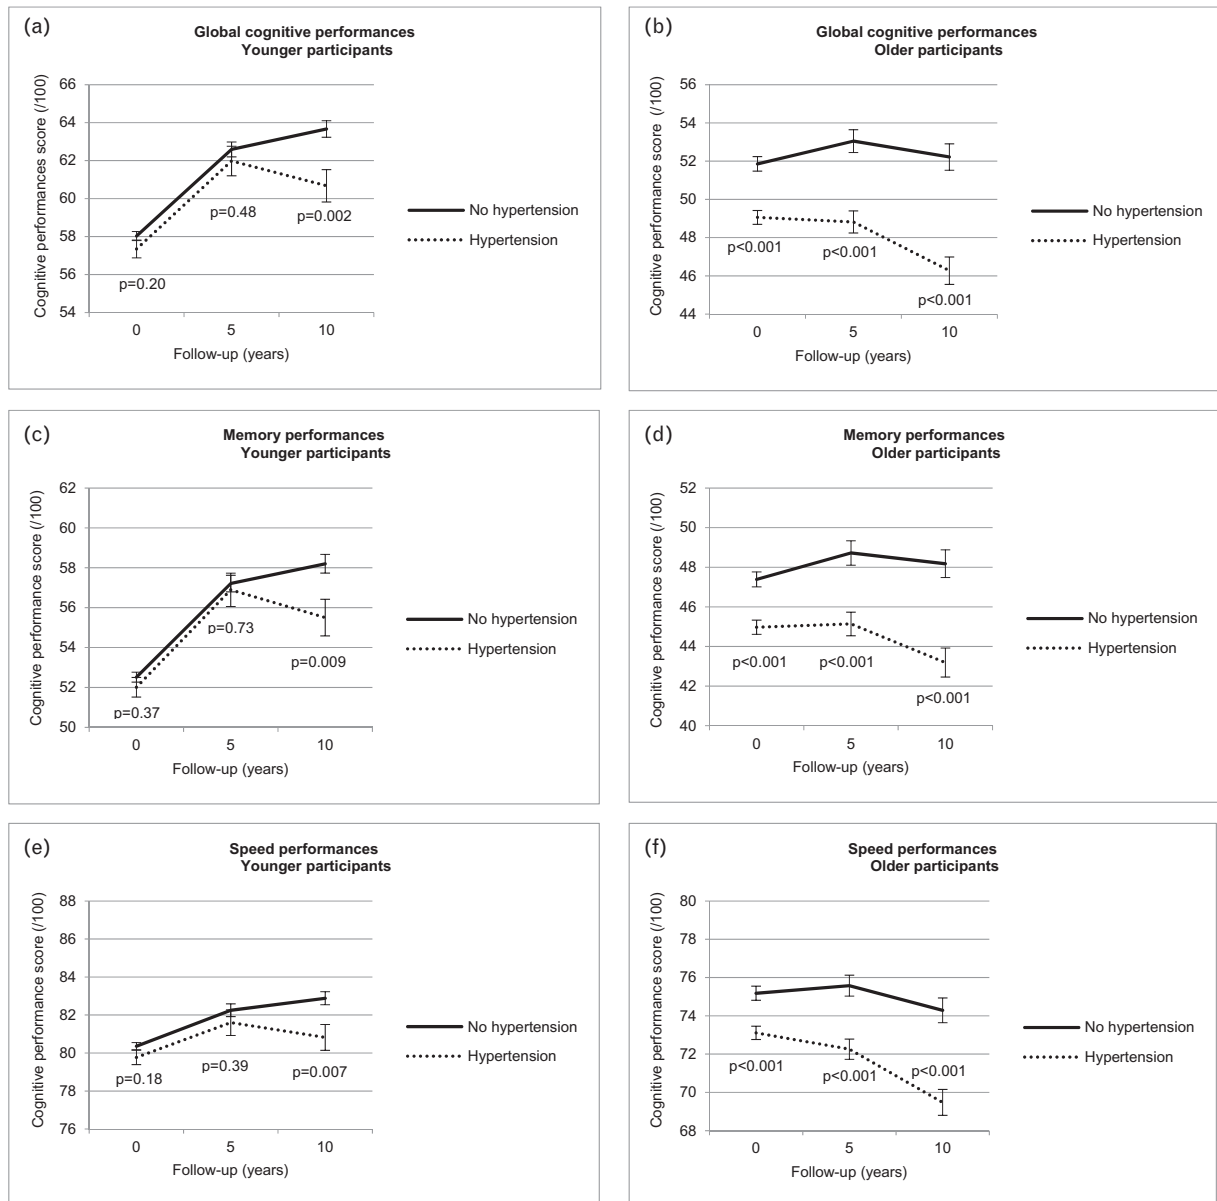 (a)
Global cognitive performances
Younger participants
Cognitive performances score (/100)
66
64
62
60
58
56
54
p=0.20
p=0.48
p=0.002
0
5
10
Follow-up (years)
No hypertension
Hypertension
(b)
Global cognitive performances
Older participants
Cognitive performance score (/100)
56
54
52
50
48
46
44
p<0.001
p<0.001
p<0.001
0
5
10
Follow-up (years)
No hypertension
Hypertension
(c)
Memory performances
Younger participants
Cognitive performance score (/100)
62
60
58
56
54
52
50
p=0.37
p=0.73
p=0.009
0
5
10
Follow-up (years)
No hypertension
Hypertension
(d)
Memory performances
Older participants
Cognitive performance score (/100)
52
50
48
46
44
42
40
p<0.001
p<0.001
p<0.001
0
5
10
Follow-up (years)
No hypertension
Hypertension
(e)
Speed performances
Younger participants
Cognitive performance score (/100)
88
86
84
82
80
78
76
p=0.18
p=0.39
p=0.007
0
5
10
Follow-up (years)
No hypertension
Hypertension
(f)
Speed performances
Older participants
Cognitive performance score (/100)
80
78
76
74
72
70
68
p<0.001
p<0.001
p<0.001
0
5
10
Follow-up (years)
No hypertension
Hypertension